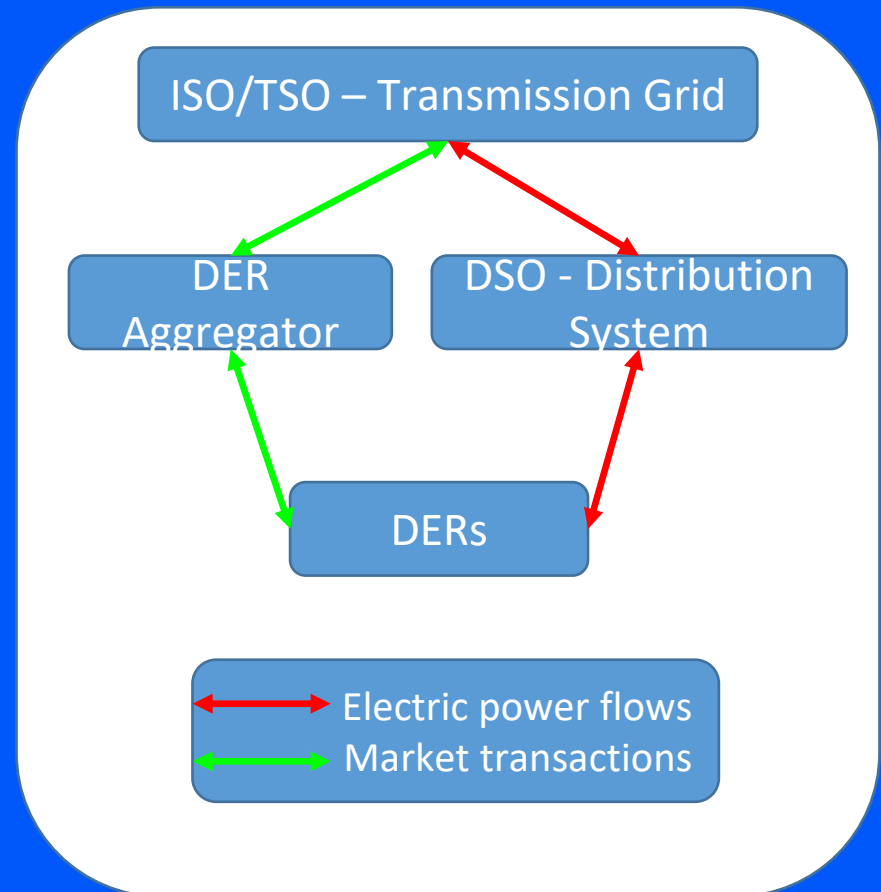 ISO/TSO – Transmission Grid
DER
Aggregator
DSO - Distribution
System
DERs
Electric power flows
Market transactions